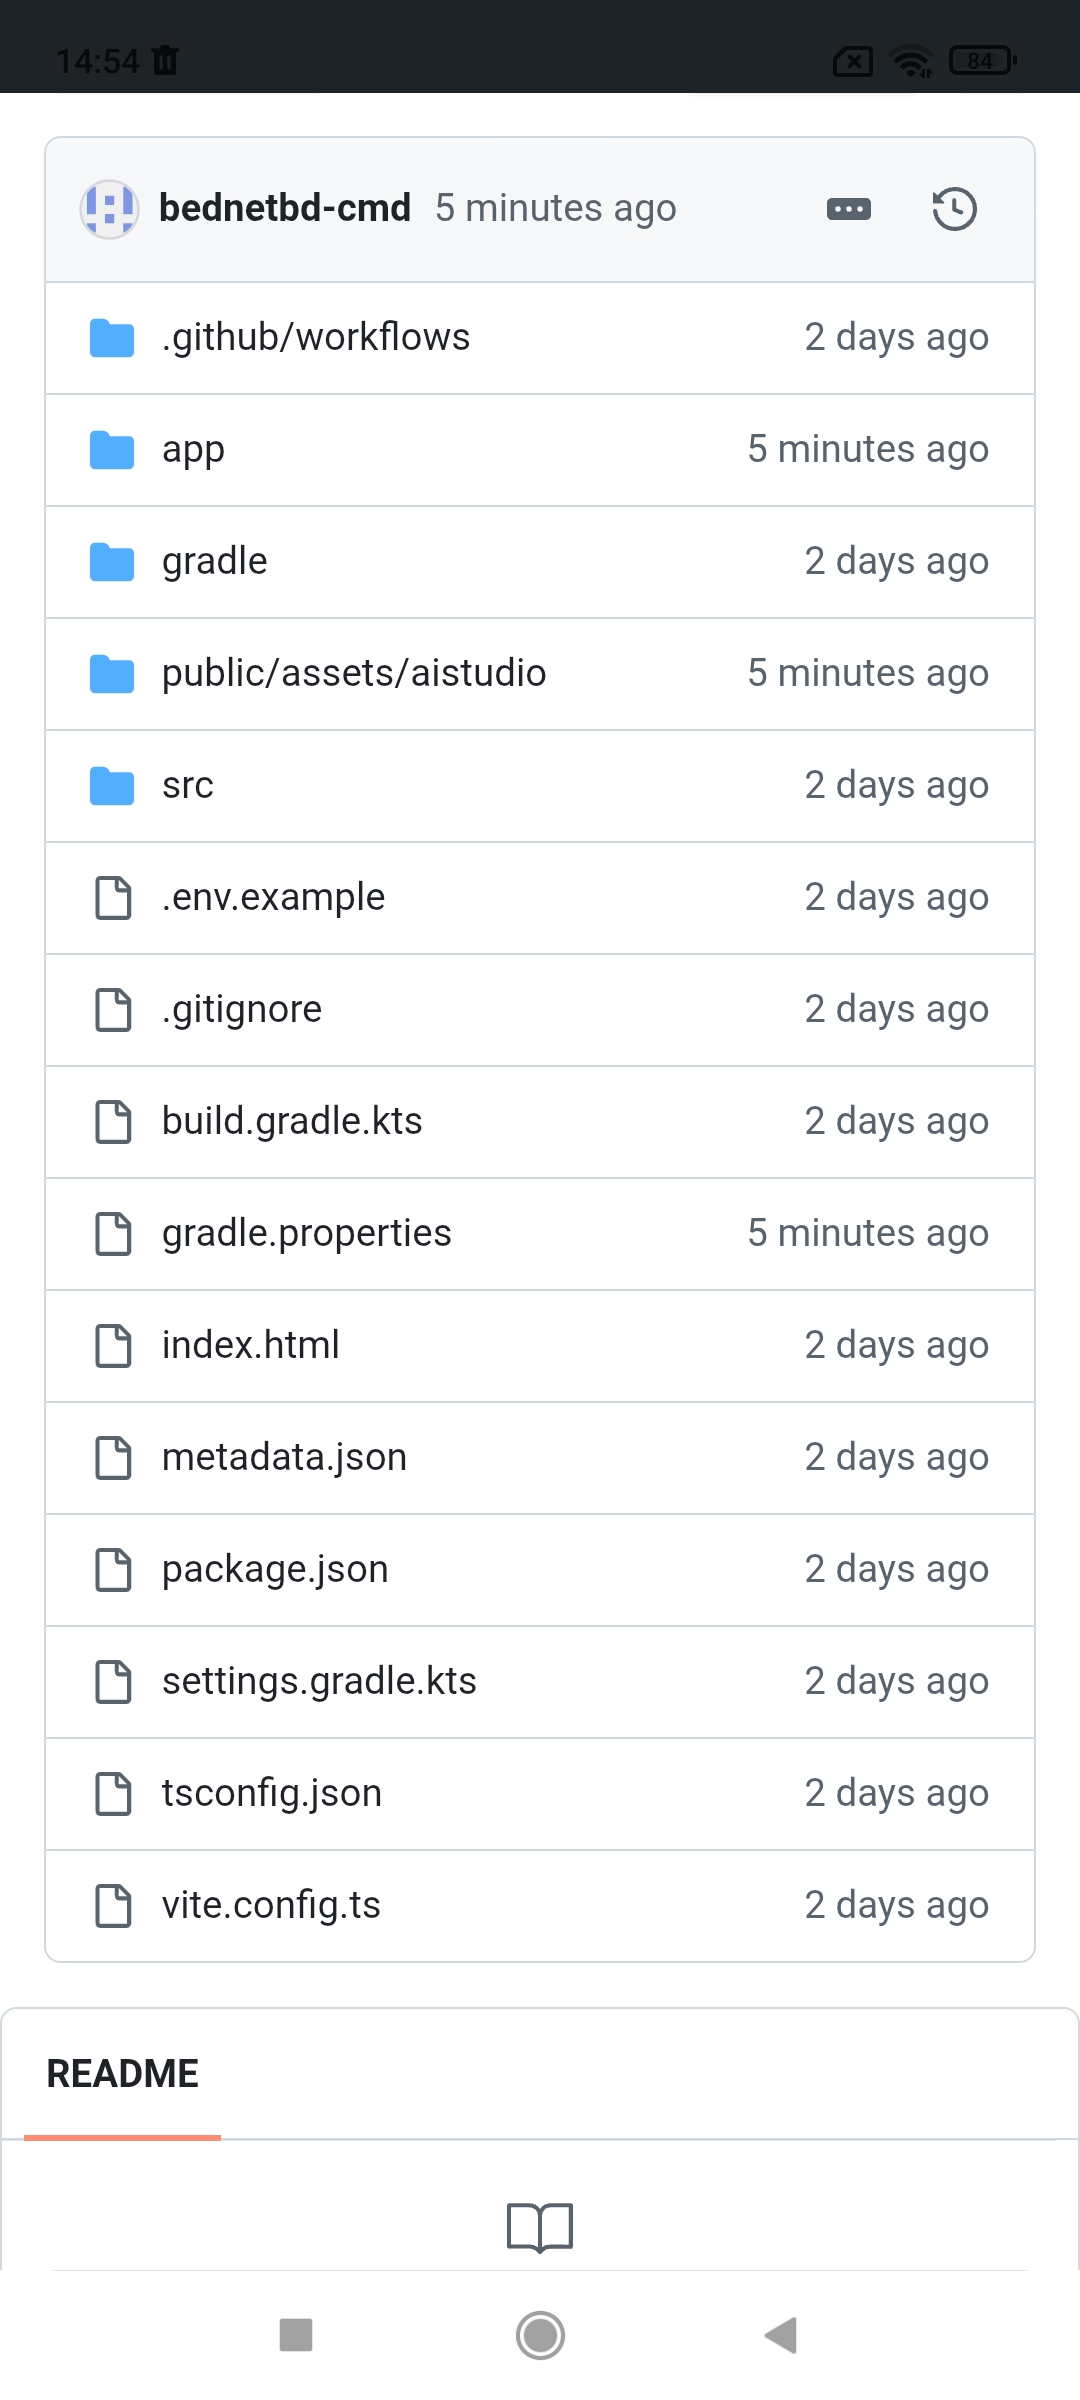 14:54 84
bednetbd-cmd 5 minutes ago
.github/workflows 2 days ago
app 5 minutes ago
gradle 2 days ago
public/assets/aistudio 5 minutes ago
src 2 days ago
.env.example 2 days ago
.gitignore 2 days ago
build.gradle.kts 2 days ago
gradle.properties 5 minutes ago
index.html 2 days ago
metadata.json 2 days ago
package.json 2 days ago
settings.gradle.kts 2 days ago
tsconfig.json 2 days ago
vite.config.ts 2 days ago
README